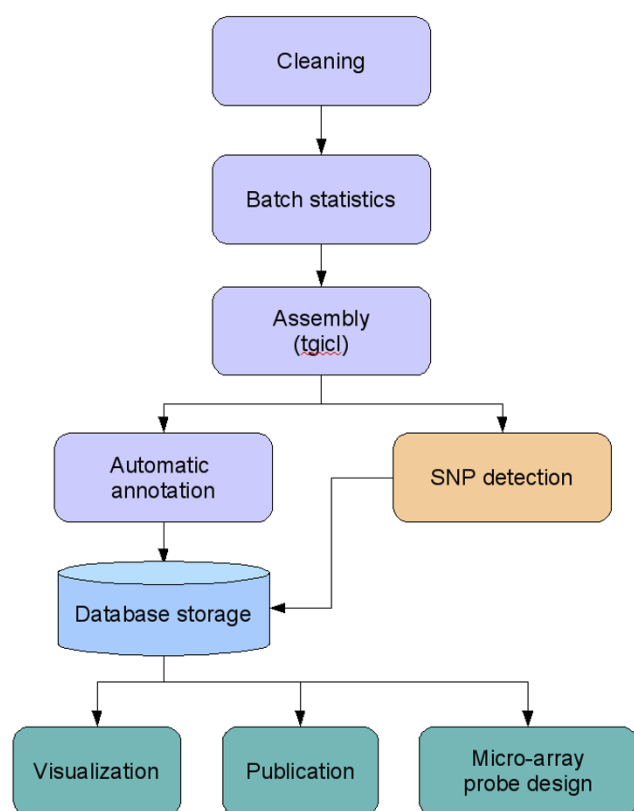 Cleaning
Batch statistics
Assembly
(tgicl)
Automatic
annotation
SNP detection
Database storage
Visualization
Publication
Micro-array
probe design